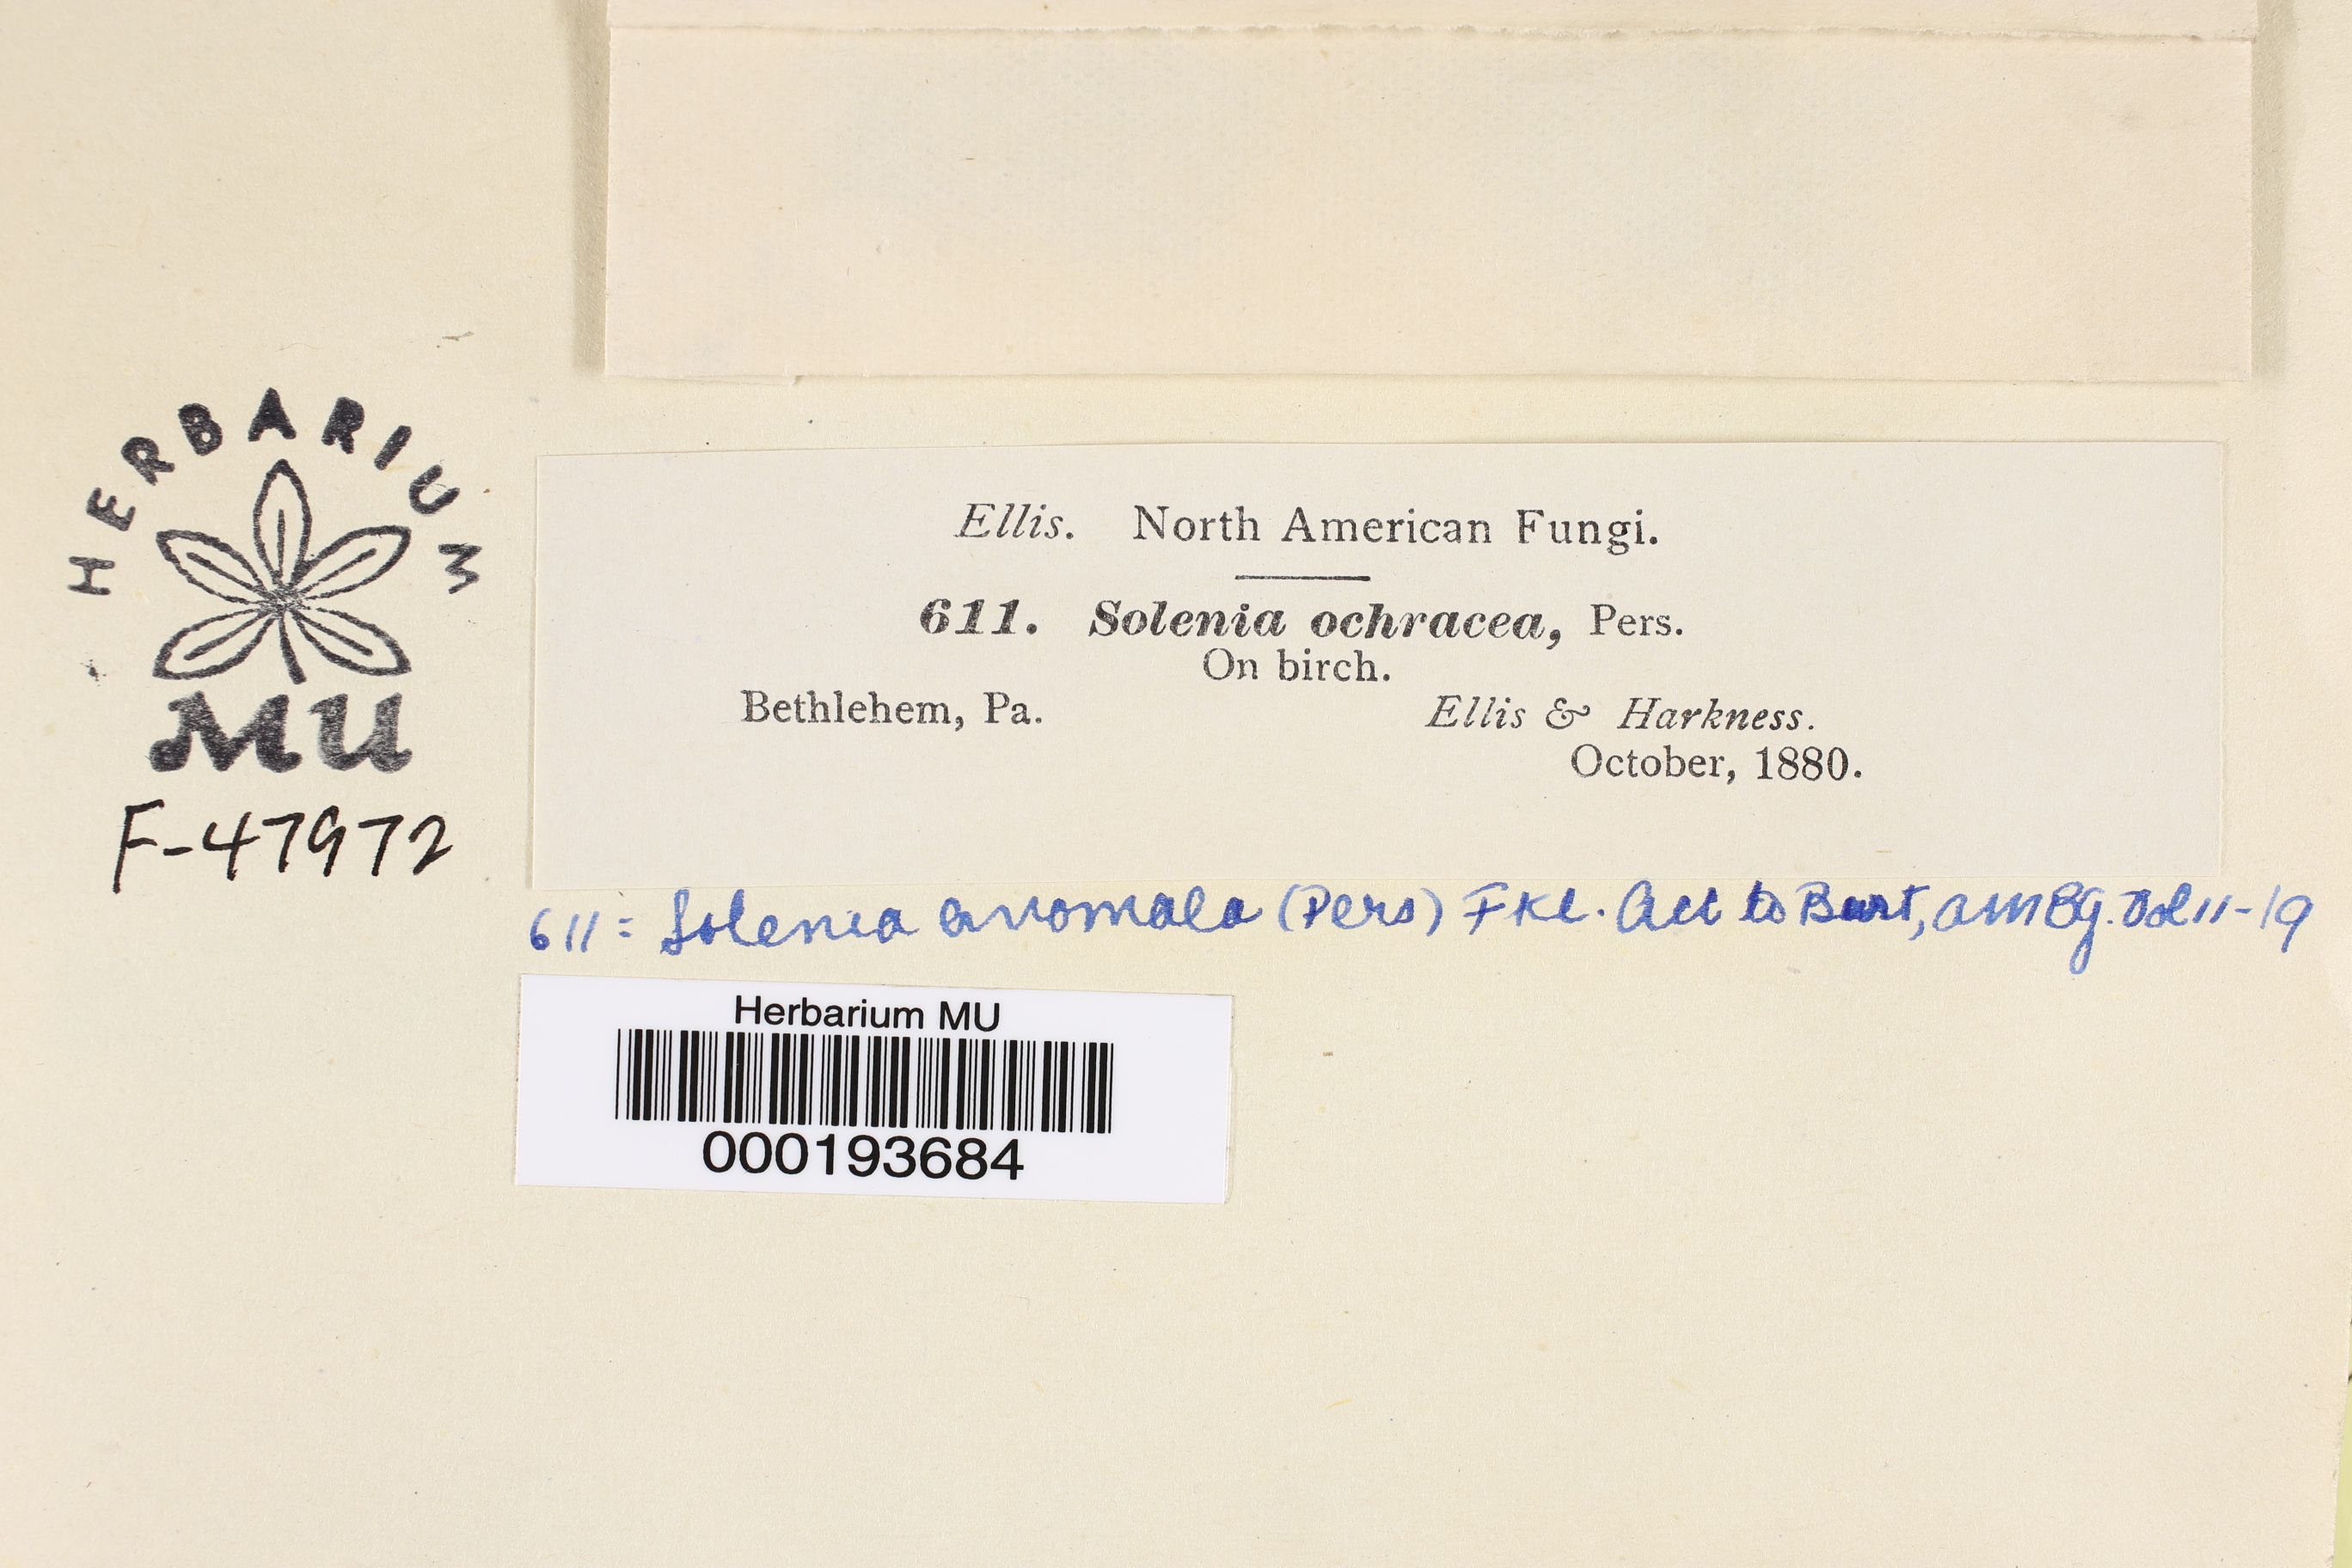 HERBARIUM
MU
F-47972
Ellis. North American Fungi.
611. Solenia ochracea, Pers.
On birch.
Bethlehem, Pa. Ellis & Harkness.
October, 1880.
611 = Solenia anomala (Pers) Fkl. Acc to Burt, AMBG. Vol 11-19
Herbarium MU
000193684